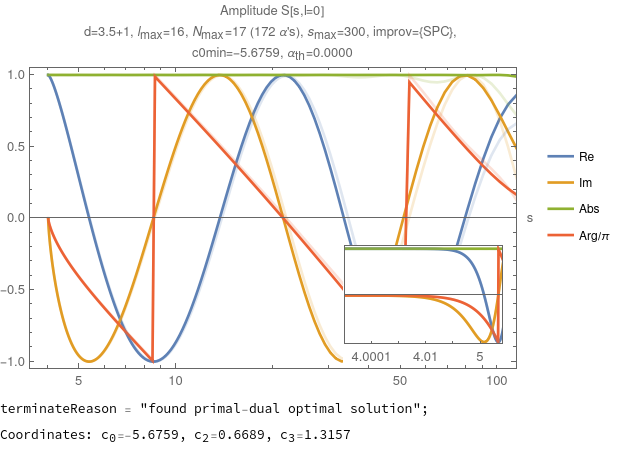 Amplitude S[s,l=0]
d=3.5+1, lmax=16, Nmax=17 (172 α's), smax=300, improv={SPC},
c0min=-5.6759, αth=0.0000
1.0
0.5
0.0
-0.5
-1.0
s
5
10
50
100
4.0001
4.01
5
Re
Im
Abs
Arg/π
terminateReason = "found primal-dual optimal solution";
Coordinates: c0=-5.6759, c2=0.6689, c3=1.3157